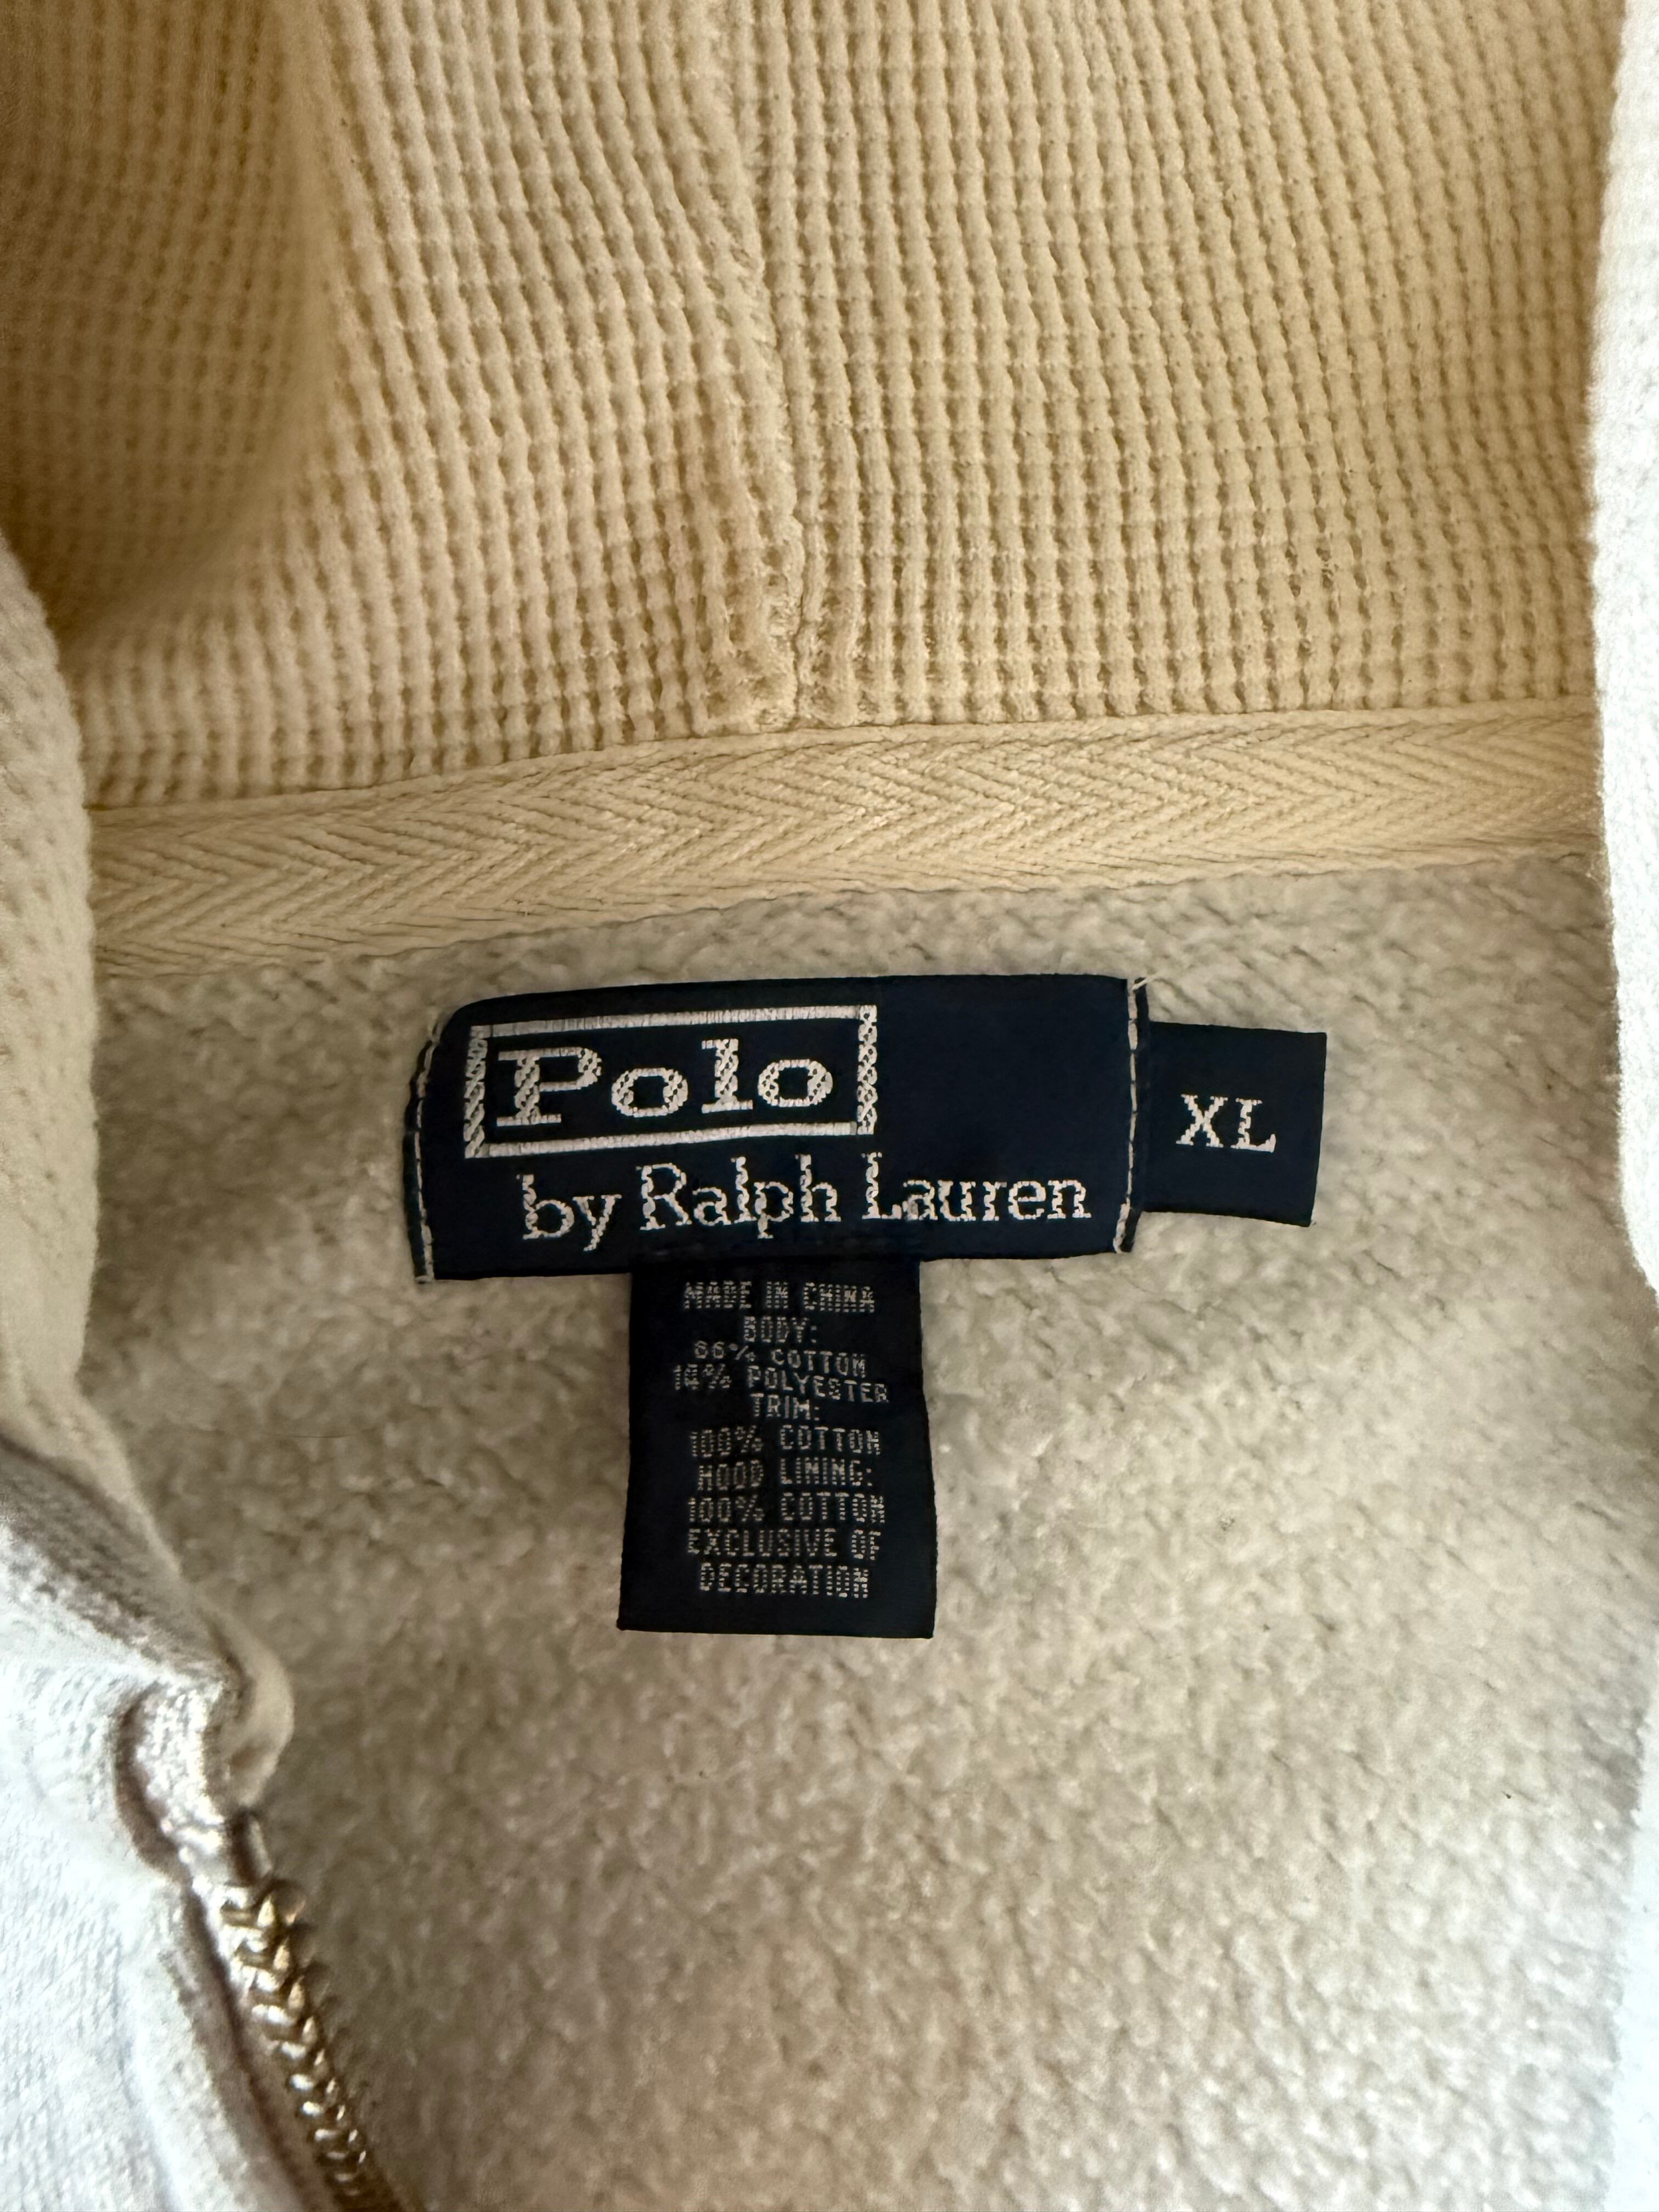 Polo
by Ralph Lauren
XL
MADE IN CHINA
BODY:
86% COTTON
14% POLYESTER
TRIM:
100% COTTON
HOOD LINING:
100% COTTON
EXCLUSIVE OF
DECORATION